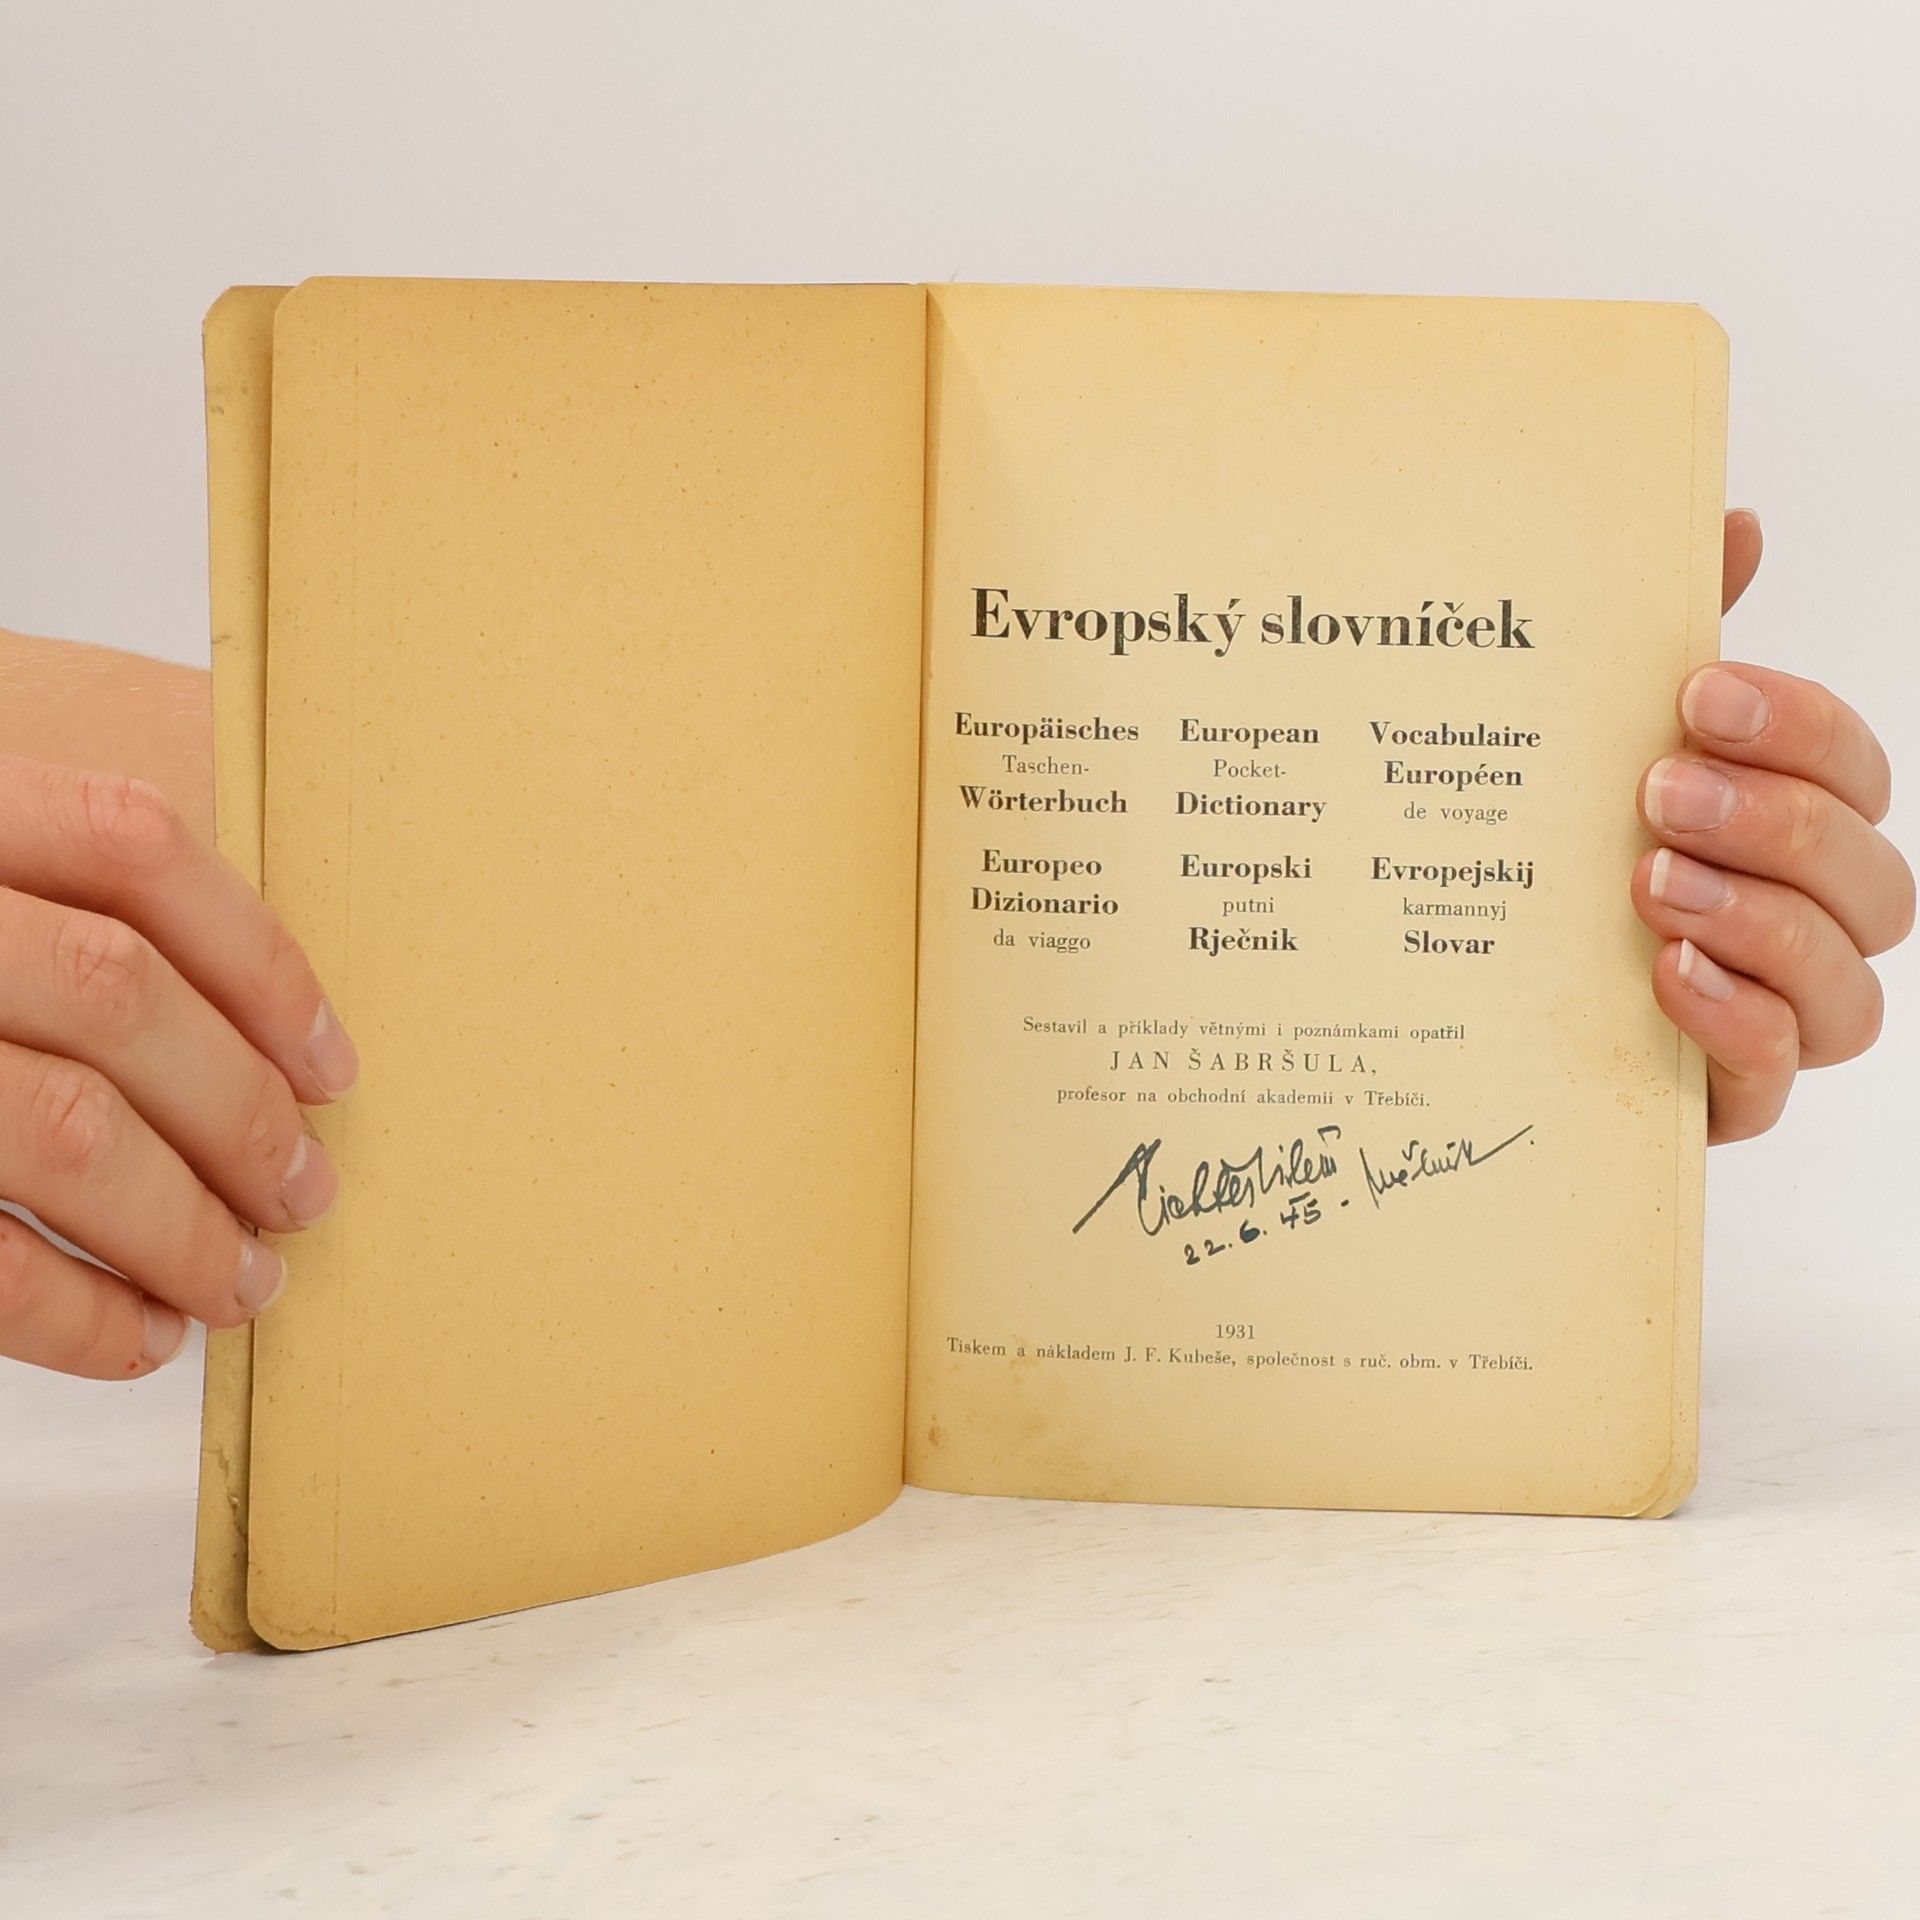 Evropský slovníček
Europäisches
Taschen-
Wörterbuch
European
Pocket-
Dictionary
Vocabulaire
Européen
de voyage
Europeo
Dizionario
da viaggo
Europski
putni
Rječnik
Evropejskij
karmannyj
Slovar
Sestavil a příklady větnými i poznámkami opatřil
JAN ŠABRŠULA,
profesor na obchodní akademii v Třebíči.
Mělník
22. 6. 45 -
1931
Tiskem a nákladem J. F. Kubeše, společnost s ruč. obm. v Třebíči.